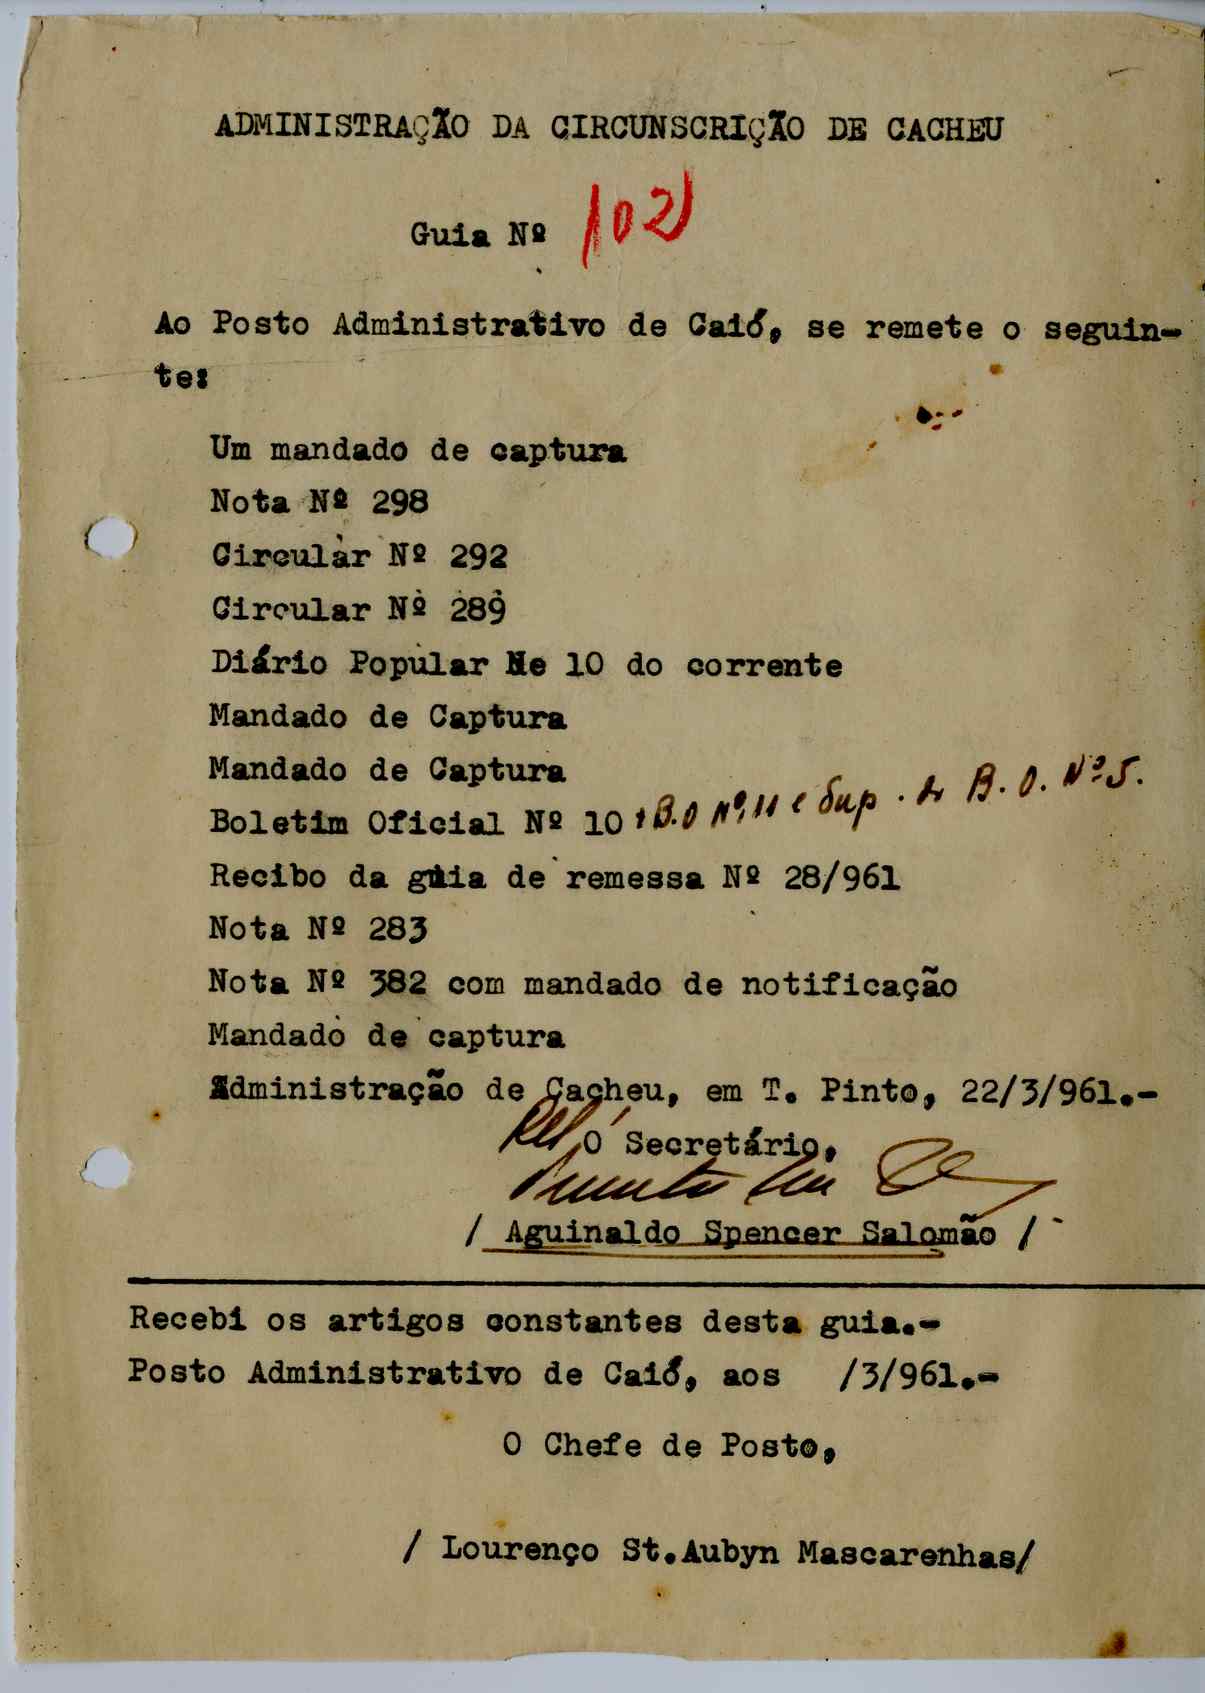 ADMINISTRAÇÃO DA CIRCUNSCRIÇÃO DE CACHEU
Guia Nº 102
Ao Posto Administrativo de Caió, se remete o seguin-
te:
Um mandado de captura
Nota Nº 298
Circular Nº 292
Circular Nº 289
Diário Popular de 10 do corrente
Mandado de Captura
Mandado de Captura
Boletim Oficial Nº 10 + B.O Nº 11 e Sup. do B. O. Nº 5.
Recibo da guia de remessa Nº 28/961
Nota Nº 283
Nota Nº 382 com mandado de notificação
Mandado de captura
Administração de Cacheu, em T. Pinto, 22/3/961.-
Pel' O Secretário,
/ Aguinaldo Spencer Salomão /
Recebi os artigos constantes desta guia.-
Posto Administrativo de Caió, aos /3/961.-
O Chefe de Posto,
/ Lourenço St.Aubyn Mascarenhas/